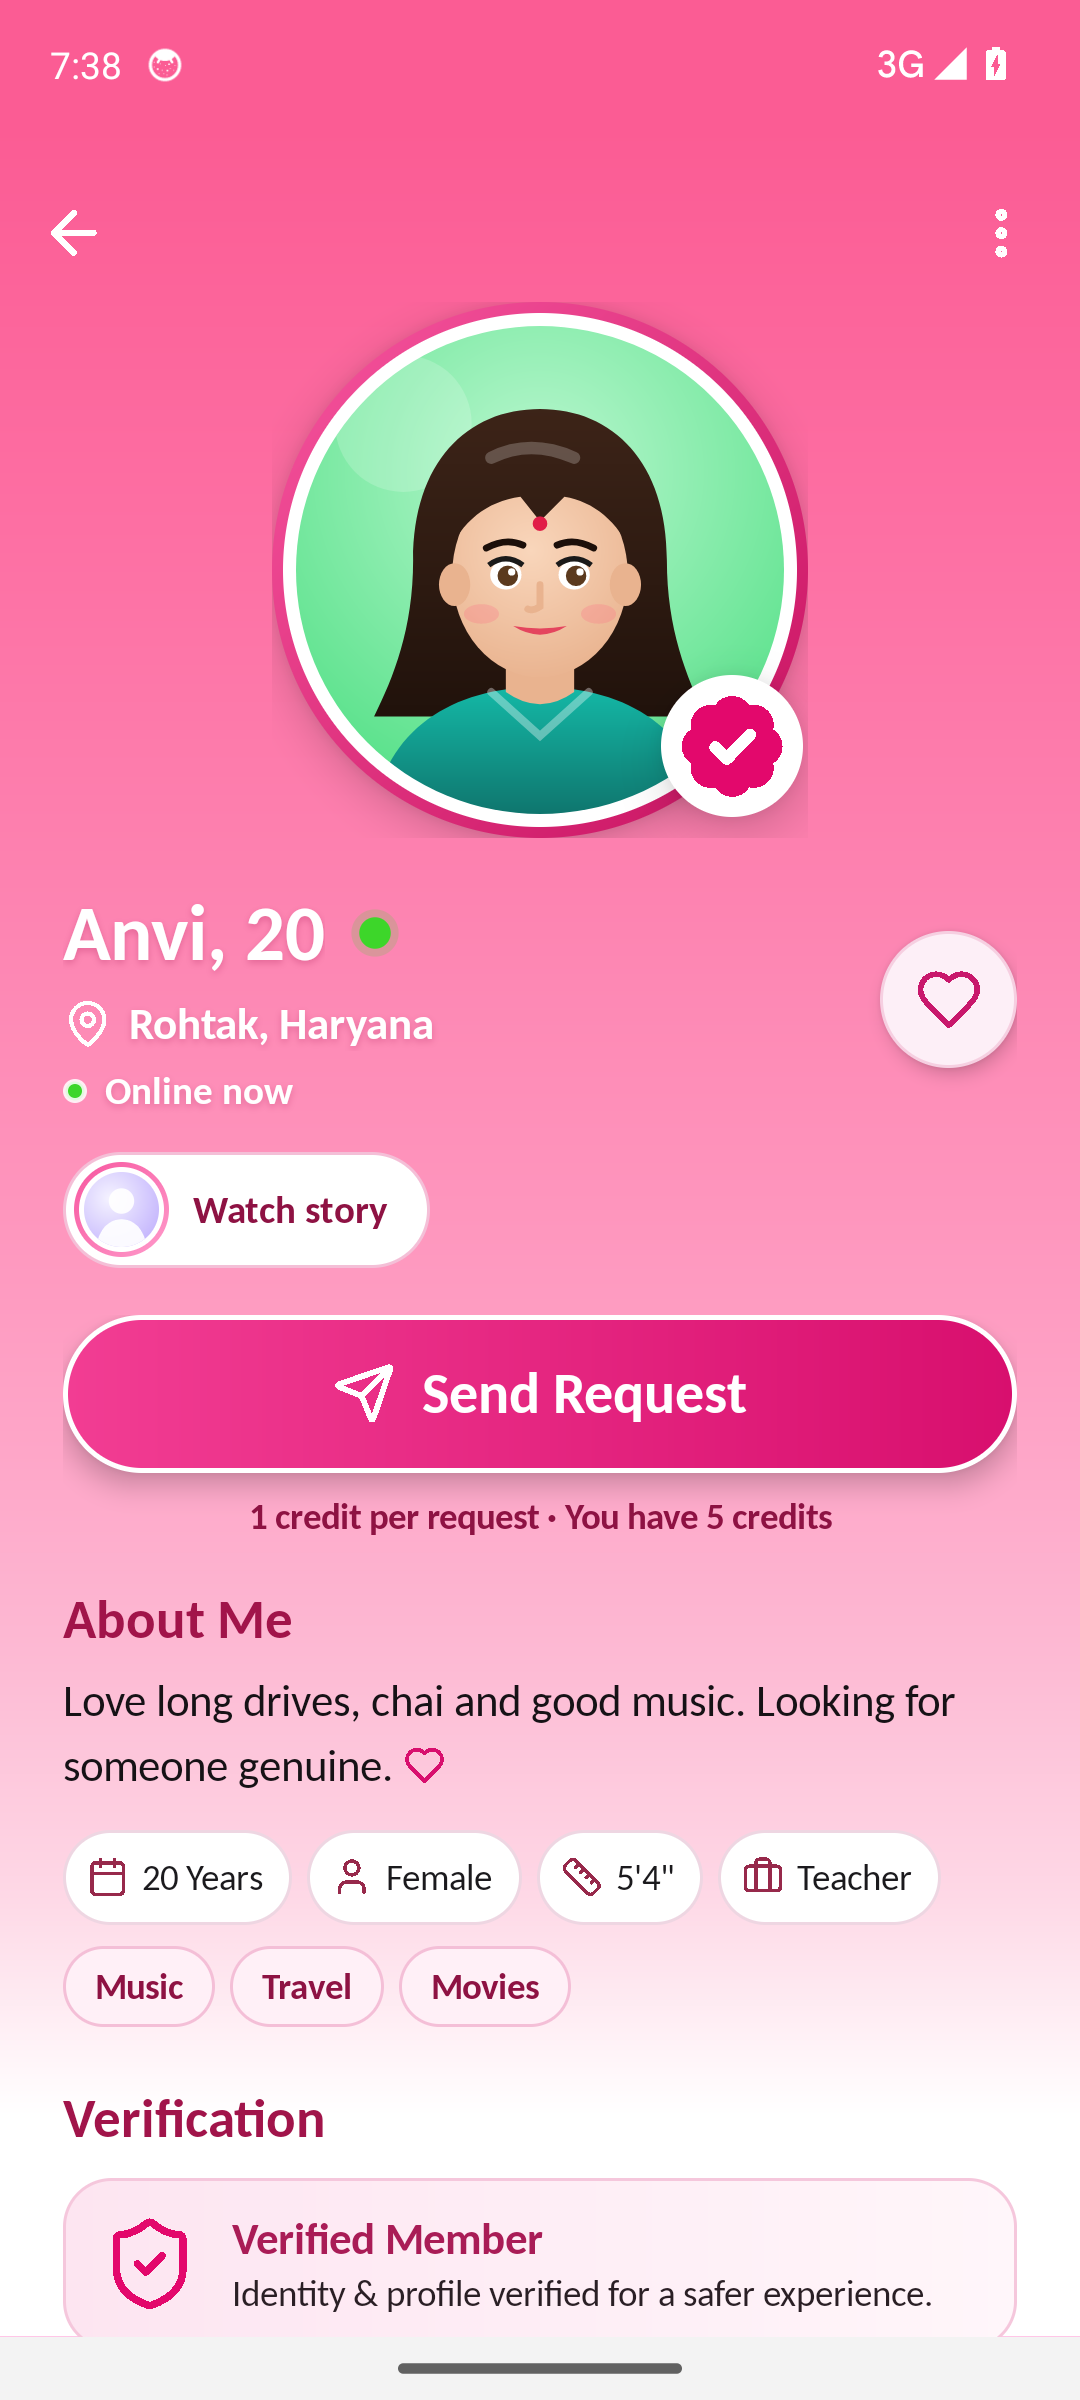 7:38
3G
Anvi, 20
Rohtak, Haryana
Online now
Watch story
Send Request
1 credit per request · You have 5 credits
About Me
Love long drives, chai and good music. Looking for
someone genuine.
20 Years
Female
5'4"
Teacher
Music
Travel
Movies
Verification
Verified Member
Identity & profile verified for a safer experience.